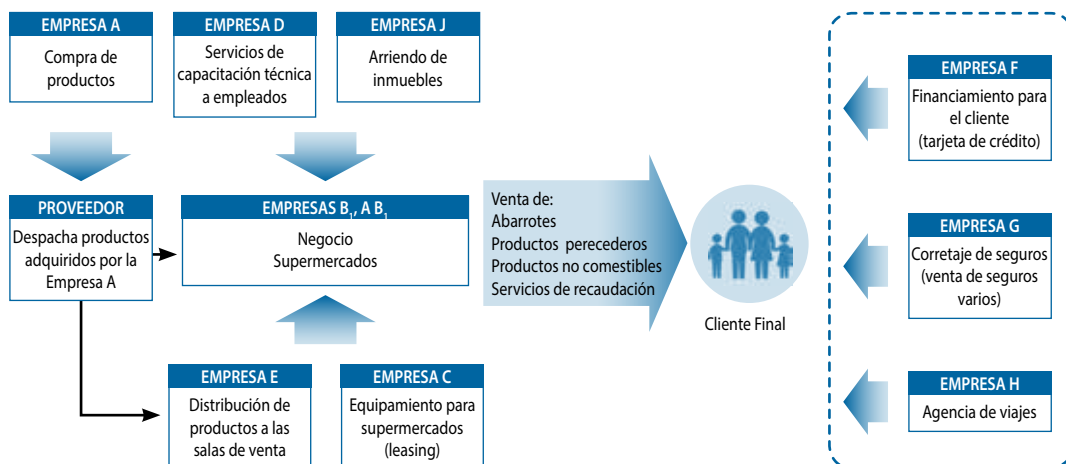 EMPRESA A
Compra de
productos
EMPRESA D
Servicios de
capacitación técnica
a empleados
EMPRESA J
Arriendo de
inmuebles
PROVEEDOR
Despacha productos
adquiridos por la
Empresa A
EMPRESAS B₁, A B₁
Negocio
Supermercados
EMPRESA E
Distribución de
productos a las
salas de venta
EMPRESA C
Equipamiento para
supermercados
(leasing)
Venta de:
Abarrotes
Productos perecederos
Productos no comestibles
Servicios de recaudación
Cliente Final
EMPRESA F
Financiamiento para
el cliente
(tarjeta de crédito)
EMPRESA G
Corretaje de seguros
(venta de seguros
varios)
EMPRESA H
Agencia de viajes